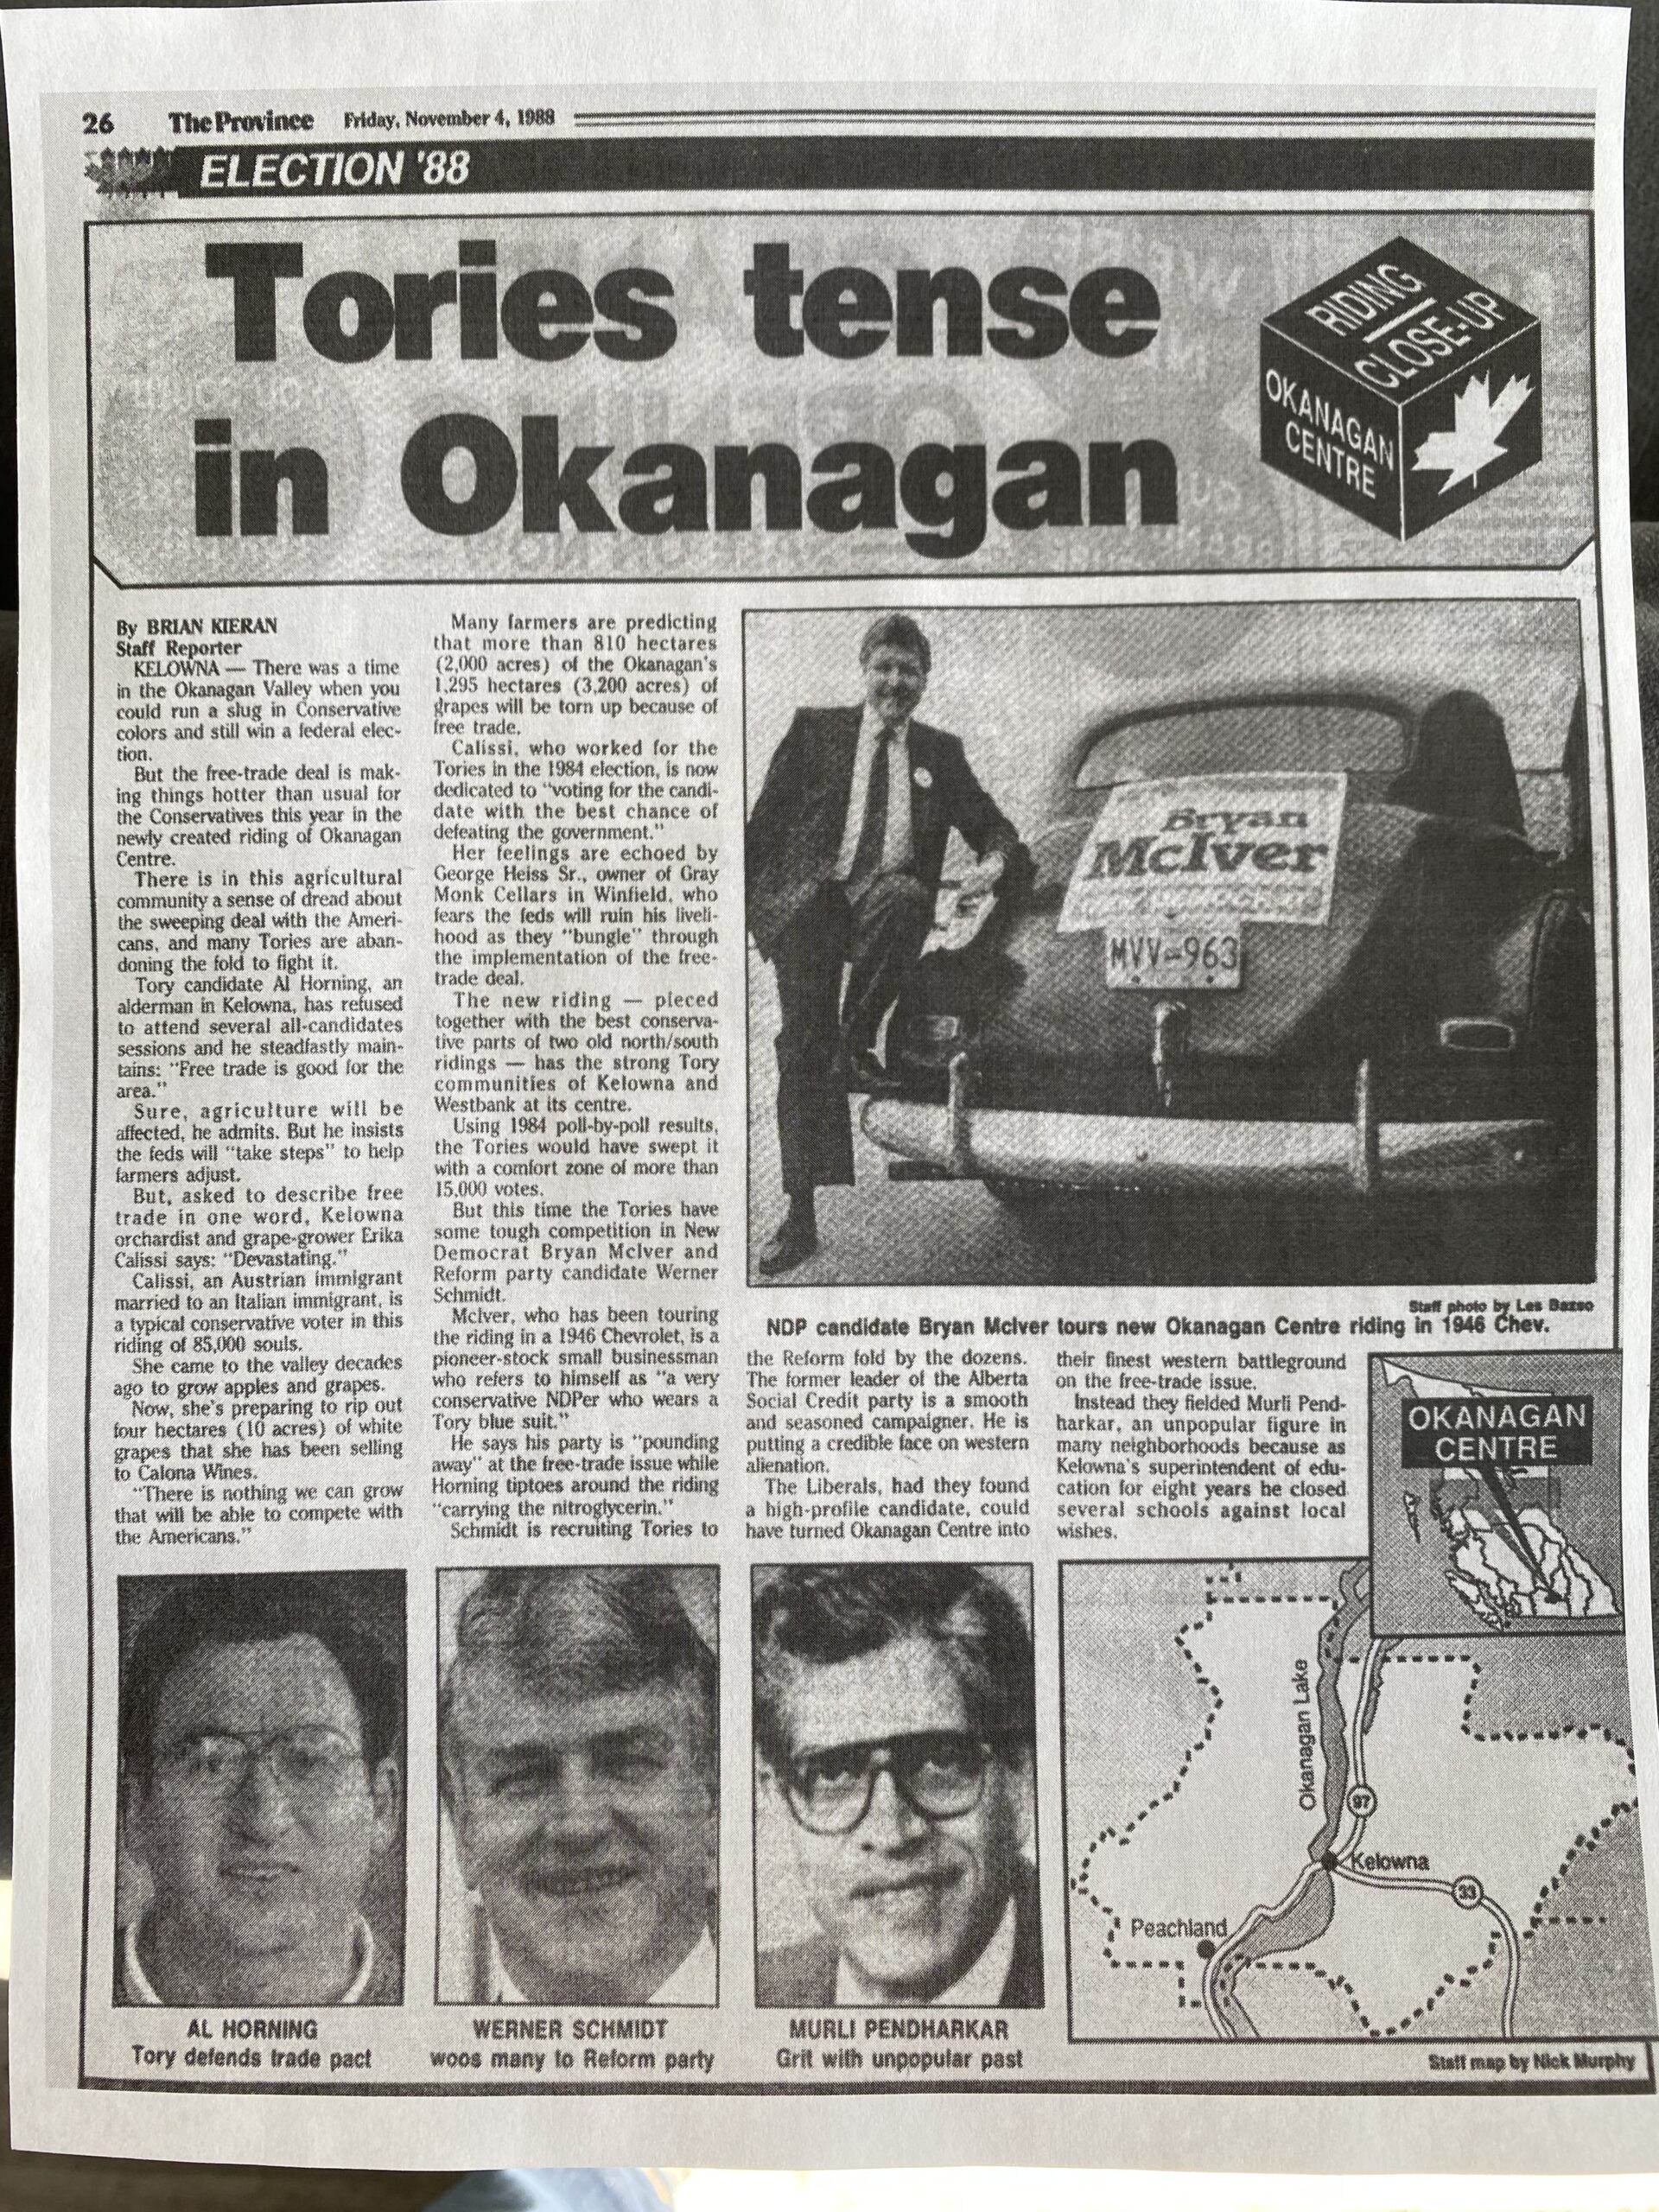 26 The Province Friday, November 4, 1988
ELECTION '88
Tories tense
in Okanagan
RIDING
CLOSE-UP
OKANAGAN
CENTRE
By BRIAN KIERAN
Staff Reporter
KELOWNA — There was a time
in the Okanagan Valley when you
could run a slug in Conservative
colors and still win a federal elec-
tion.
But the free-trade deal is mak-
ing things hotter than usual for
the Conservatives this year in the
newly created riding of Okanagan
Centre.
There is in this agricultural
community a sense of dread about
the sweeping deal with the Ameri-
cans, and many Tories are aban-
doning the fold to fight it.
Tory candidate Al Horning, an
alderman in Kelowna, has refused
to attend several all-candidates
sessions and he steadfastly main-
tains: "Free trade is good for the
area."
Sure, agriculture will be
affected, he admits. But he insists
the feds will "take steps" to help
farmers adjust.
But, asked to describe free
trade in one word, Kelowna
orchardist and grape-grower Erika
Calissi says: "Devastating."
Calissi, an Austrian immigrant
married to an Italian immigrant, is
a typical conservative voter in this
riding of 85,000 souls.
She came to the valley decades
ago to grow apples and grapes.
Now, she's preparing to rip out
four hectares (10 acres) of white
grapes that she has been selling
to Calona Wines.
"There is nothing we can grow
that will be able to compete with
the Americans."
Many farmers are predicting
that more than 810 hectares
(2,000 acres) of the Okanagan's
1,295 hectares (3,200 acres) of
grapes will be torn up because of
free trade.
Calissi, who worked for the
Tories in the 1984 election, is now
dedicated to "voting for the candi-
date with the best chance of
defeating the government."
Her feelings are echoed by
George Heiss Sr., owner of Gray
Monk Cellars in Winfield, who
fears the feds will ruin his liveli-
hood as they "bungle" through
the implementation of the free-
trade deal.
The new riding — pieced
together with the best conserva-
tive parts of two old north/south
ridings — has the strong Tory
communities of Kelowna and
Westbank at its centre.
Using 1984 poll-by-poll results,
the Tories would have swept it
with a comfort zone of more than
15,000 votes.
But this time the Tories have
some tough competition in New
Democrat Bryan McIver and
Reform party candidate Werner
Schmidt.
McIver, who has been touring
the riding in a 1946 Chevrolet, is a
pioneer-stock small businessman
who refers to himself as "a very
conservative NDPer who wears a
Tory blue suit."
He says his party is "pounding
away" at the free-trade issue while
Horning tiptoes around the riding
"carrying the nitroglycerin."
Schmidt is recruiting Tories to
Bryan
McIver
MVV-963
Staff photo by Les Bazso
NDP candidate Bryan McIver tours new Okanagan Centre riding in 1946 Chev.
the Reform fold by the dozens.
The former leader of the Alberta
Social Credit party is a smooth
and seasoned campaigner. He is
putting a credible face on western
alienation.
The Liberals, had they found
a high-profile candidate, could
have turned Okanagan Centre into
their finest western battleground
on the free-trade issue.
Instead they fielded Murli Pend-
harkar, an unpopular figure in
many neighborhoods because as
Kelowna's superintendent of edu-
cation for eight years he closed
several schools against local
wishes.
OKANAGAN
CENTRE
Okanagan Lake
97
Kelowna
33
Peachland
AL HORNING
Tory defends trade pact
WERNER SCHMIDT
woos many to Reform party
MURLI PENDHARKAR
Grit with unpopular past
Staff map by Nick Murphy